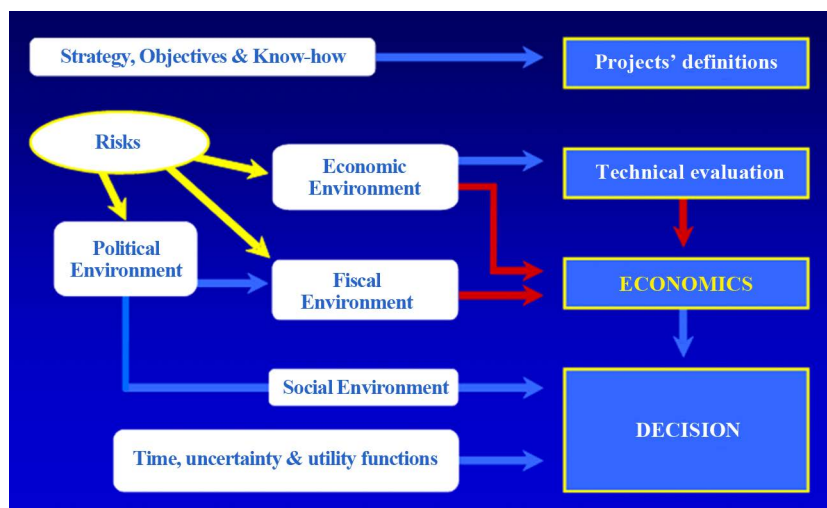 Strategy, Objectives & Know-how
Projects' definitions
Risks
Economic
Environment
Technical evaluation
Political
Environment
Fiscal
Environment
ECONOMICS
Social Environment
DECISION
Time, uncertainty & utility functions